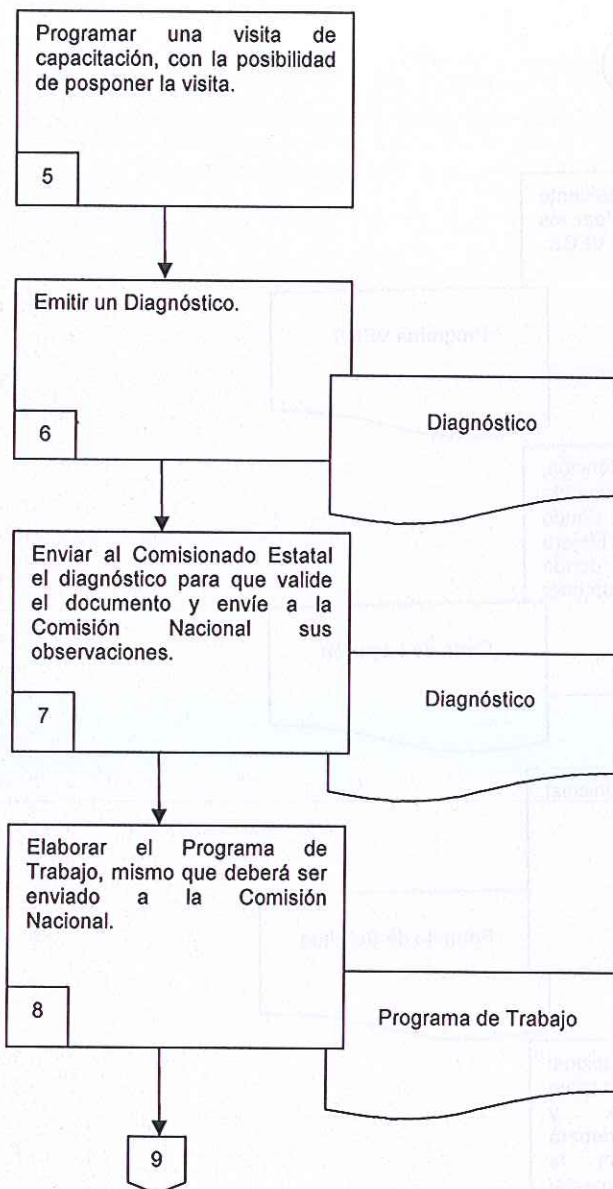 Programar una visita de
capacitación, con la posibilidad
de posponer la visita.
5
Emitir un Diagnóstico.
6
Diagnóstico
Enviar al Comisionado Estatal
el diagnóstico para que valide
el documento y envíe a la
Comisión Nacional sus
observaciones.
7
Diagnóstico
Elaborar el Programa de
Trabajo, mismo que deberá ser
enviado a la Comisión
Nacional.
8
Programa de Trabajo
9